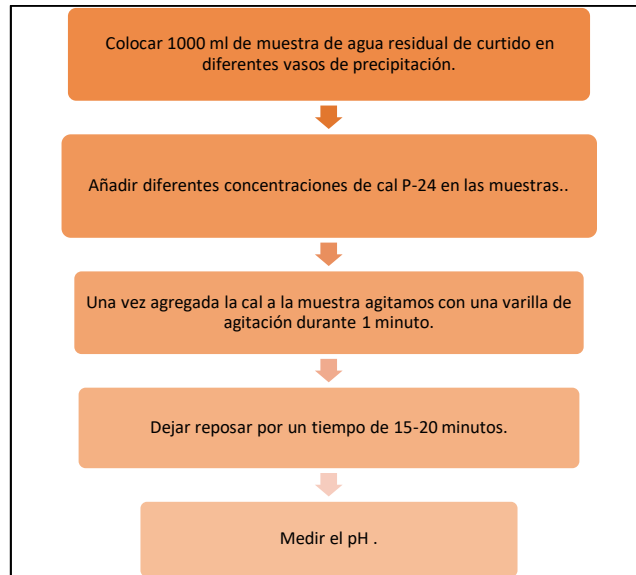 Colocar 1000 ml de muestra de agua residual de curtido en
diferentes vasos de precipitación.
Añadir diferentes concentraciones de cal P-24 en las muestras..
Una vez agregada la cal a la muestra agitamos con una varilla de
agitación durante 1 minuto.
Dejar reposar por un tiempo de 15-20 minutos.
Medir el pH .